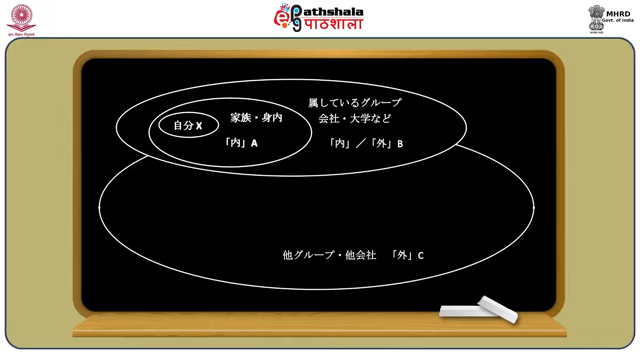 Pathshala
पाठशाला
MHRD
Govt. of India
属しているグループ
家族・身内
会社・大学など
自分 X
「内」A
「内」／「外」B
他グループ・他会社 「外」C